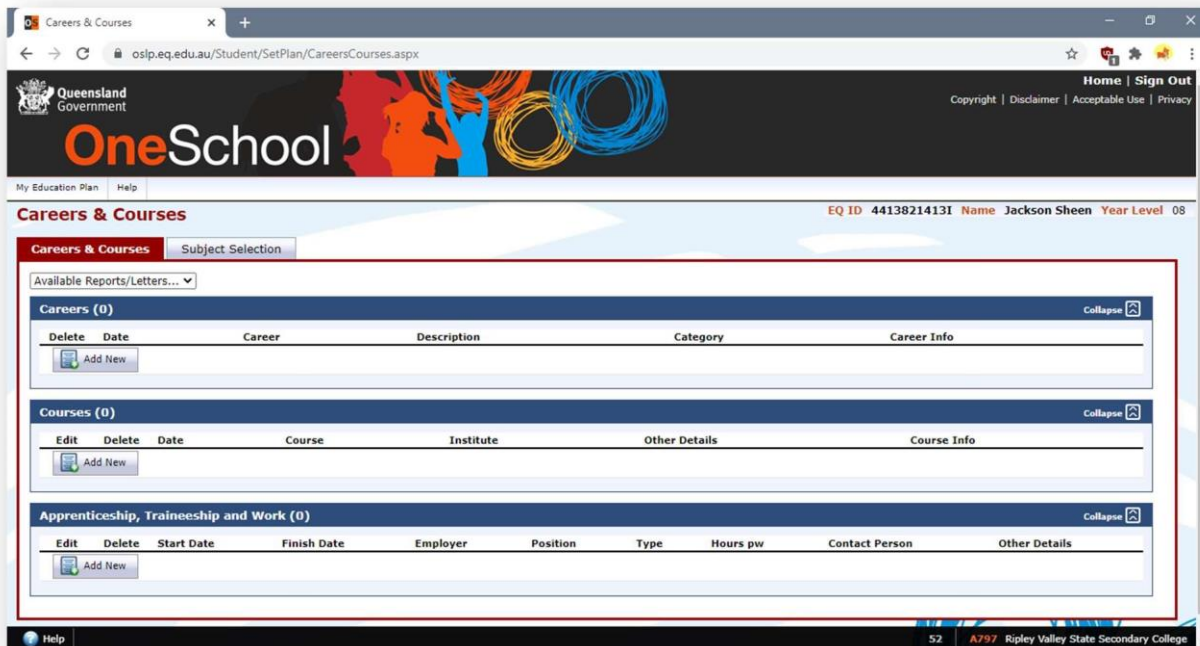 OS Careers & Courses
oslp.eq.edu.au/Student/SetPlan/CareersCourses.aspx
1
Home | Sign Out
Queensland
Government
Copyright | Disclaimer | Acceptable Use | Privacy
OneSchool
My Education Plan Help
Careers & Courses
EQ ID 4413821413I Name Jackson Sheen Year Level 08
Careers & Courses Subject Selection
Available Reports/Letters...
Careers (0) Collapse
Delete Date Career Description Category Career Info
Add New
Courses (0) Collapse
Edit Delete Date Course Institute Other Details Course Info
Add New
Apprenticeship, Traineeship and Work (0) Collapse
Edit Delete Start Date Finish Date Employer Position Type Hours pw Contact Person Other Details
Add New
Help 52 A797 Ripley Valley State Secondary College